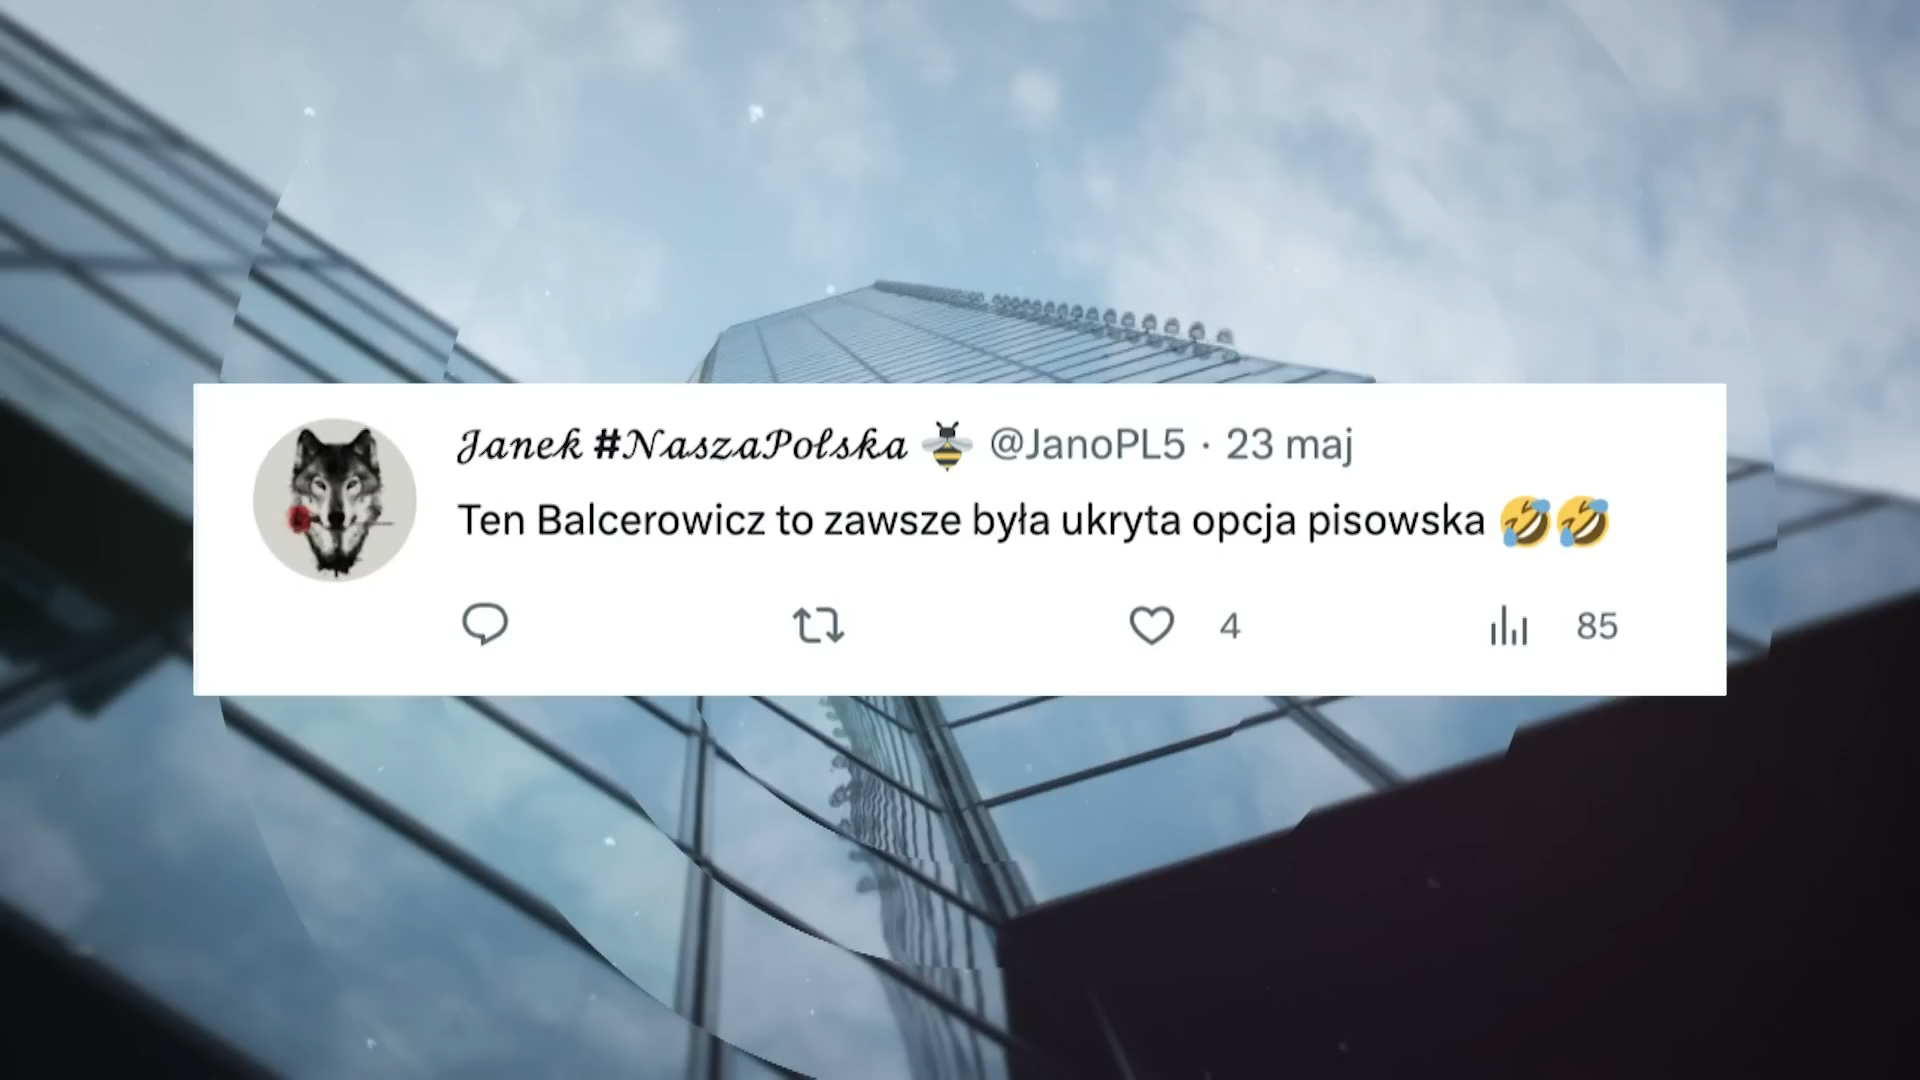 Janek #NaszaPolska 🐝 @JanoPL5 · 23 maj
Ten Balcerowicz to zawsze była ukryta opcja pisowska 🤣🤣
4 85